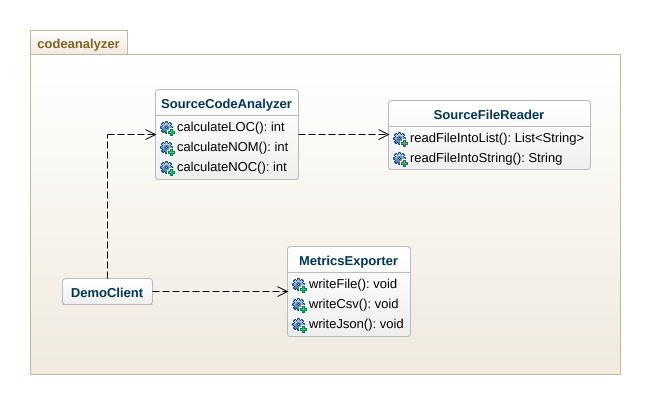 codeanalyzer
SourceCodeAnalyzer
calculateLOC(): int
calculateNOM(): int
calculateNOC(): int
SourceFileReader
readFileIntoList(): List<String>
readFileIntoString(): String
DemoClient
MetricsExporter
writeFile(): void
writeCsv(): void
writeJson(): void